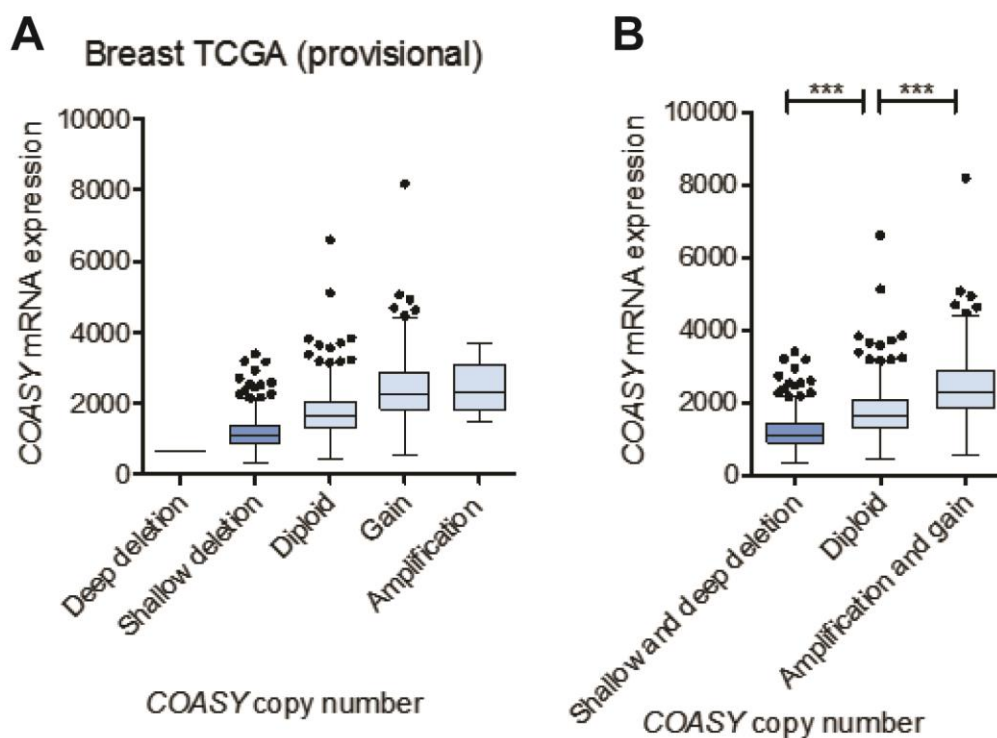 A
Breast TCGA (provisional)
COASY mRNA expression
10000
8000
6000
4000
2000
0
Deep deletion
Shallow deletion
Diploid
Gain
Amplification
COASY copy number
B
*** ***
COASY mRNA expression
10000
8000
6000
4000
2000
0
Shallow and deep deletion
Diploid
Amplification and gain
COASY copy number